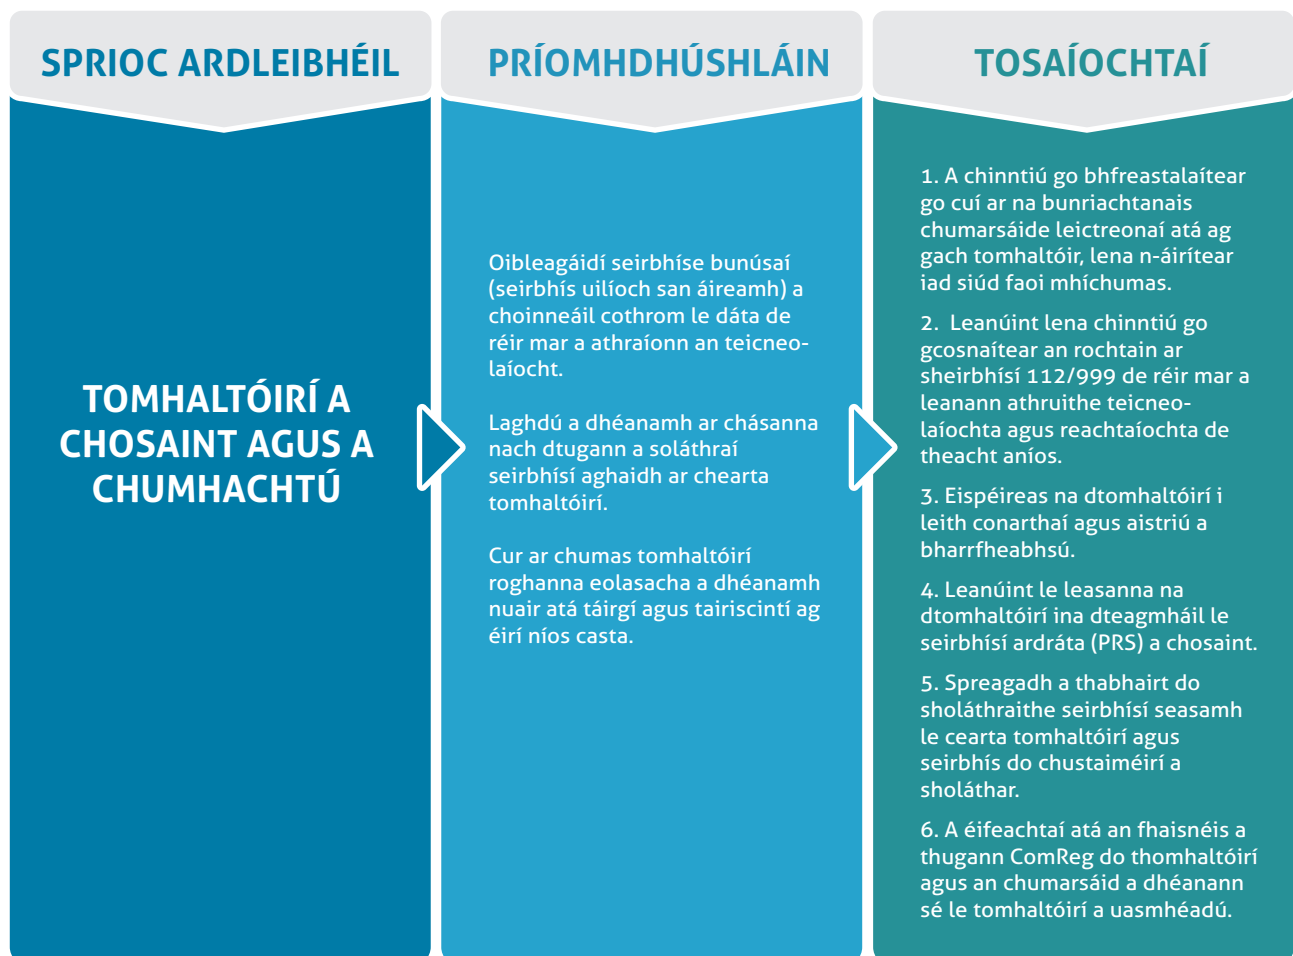 SPRIOC ARDLEIBHÉIL
TOMHALTÓIRÍ A
CHOSAINT AGUS A
CHUMHACHTÚ
PRÍOMHDHÚSHLÁIN
Oibleagáidí seirbhíse bunúsaí
(seirbhís uilíoch san áireamh) a
choinneáil cothrom le dáta de
réir mar a athraíonn an teicneo-
laíocht.
Laghdú a dhéanamh ar chásanna
nach dtugann a soláthraí
seirbhísí aghaidh ar chearta
tomhaltóirí.
Cur ar chumas tomhaltóirí
roghanna eolasacha a dhéanamh
nuair atá táirgí agus tairiscintí ag
éirí níos casta.
TOSAÍOCHTAÍ
1. A chinntiú go bhfreastalaítear
go cuí ar na bunriachtanais
chumarsáide leictreonaí atá ag
gach tomhaltóir, lena n-áirítear
iad siúd faoi mhíchumas.
2. Leanúint lena chinntiú go
gcosnaítear an rochtain ar
sheirbhísí 112/999 de réir mar a
leanann athruithe teicneo-
laíochta agus reachtaíochta de
theacht aníos.
3. Eispéireas na dtomhaltóirí i
leith conarthaí agus aistriú a
bharrfheabhsú.
4. Leanúint le leasanna na
dtomhaltóirí ina dteagmháil le
seirbhísí ardráta (PRS) a chosaint.
5. Spreagadh a thabhairt do
sholáthraithe seirbhísí seasamh
le cearta tomhaltóirí agus
seirbhís do chustaiméirí a
sholáthar.
6. A éifeachtaí atá an fhaisnéis a
thugann ComReg do thomhaltóirí
agus an chumarsáid a dhéanann
sé le tomhaltóirí a uasmhéadú.